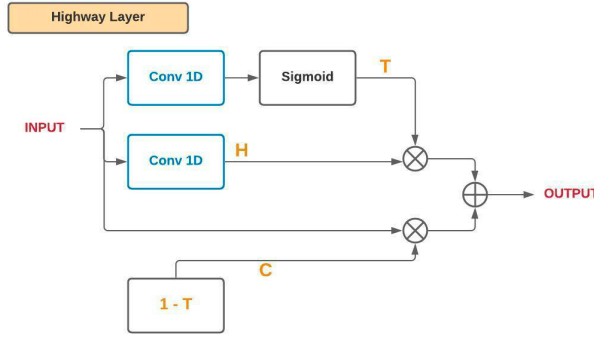 Highway Layer
Conv 1D
Sigmoid
T
INPUT
Conv 1D
H
OUTPUT
C
1 - T